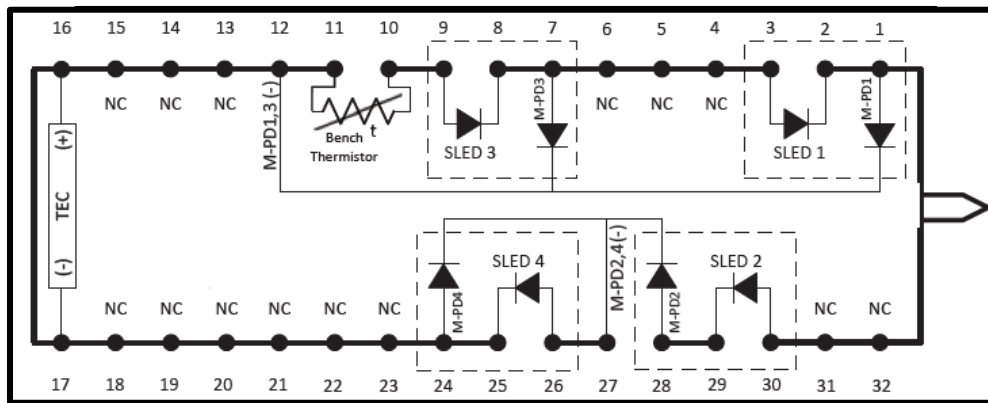 16 15 14 13 12 11 10 9 8 7 6 5 4 3 2 1
NC NC NC NC NC NC
M-PD1,3 (-)
t
Bench
Thermistor
M-PD3
SLED 3
M-PD1
SLED 1
(+)
TEC
(-)
SLED 4
M-PD4
M-PD2,4 (-)
SLED 2
M-PD2
NC NC NC NC NC NC NC NC
17 18 19 20 21 22 23 24 25 26 27 28 29 30 31 32